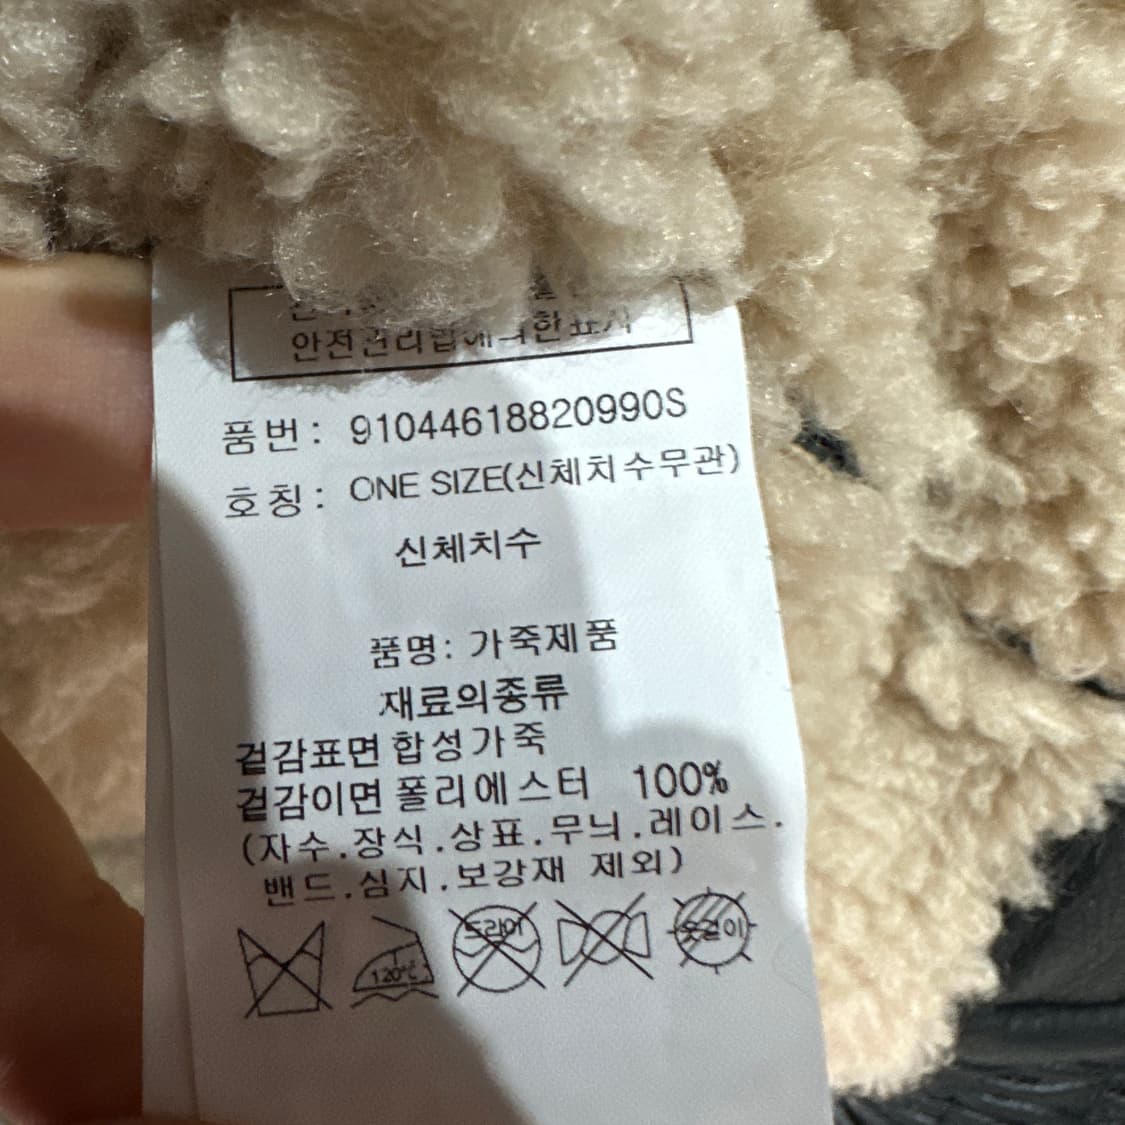 안전관리법에의한표시
품번: 91044618820990S
호칭: ONE SIZE(신체치수무관)
신체치수
품명: 가죽제품
재료의종류
겉감표면 합성가죽
겉감이면 폴리에스터 100%
(자수.장식.상표.무늬.레이스.
밴드.심지.보강재 제외)
120℃ 드라이 옷걸이